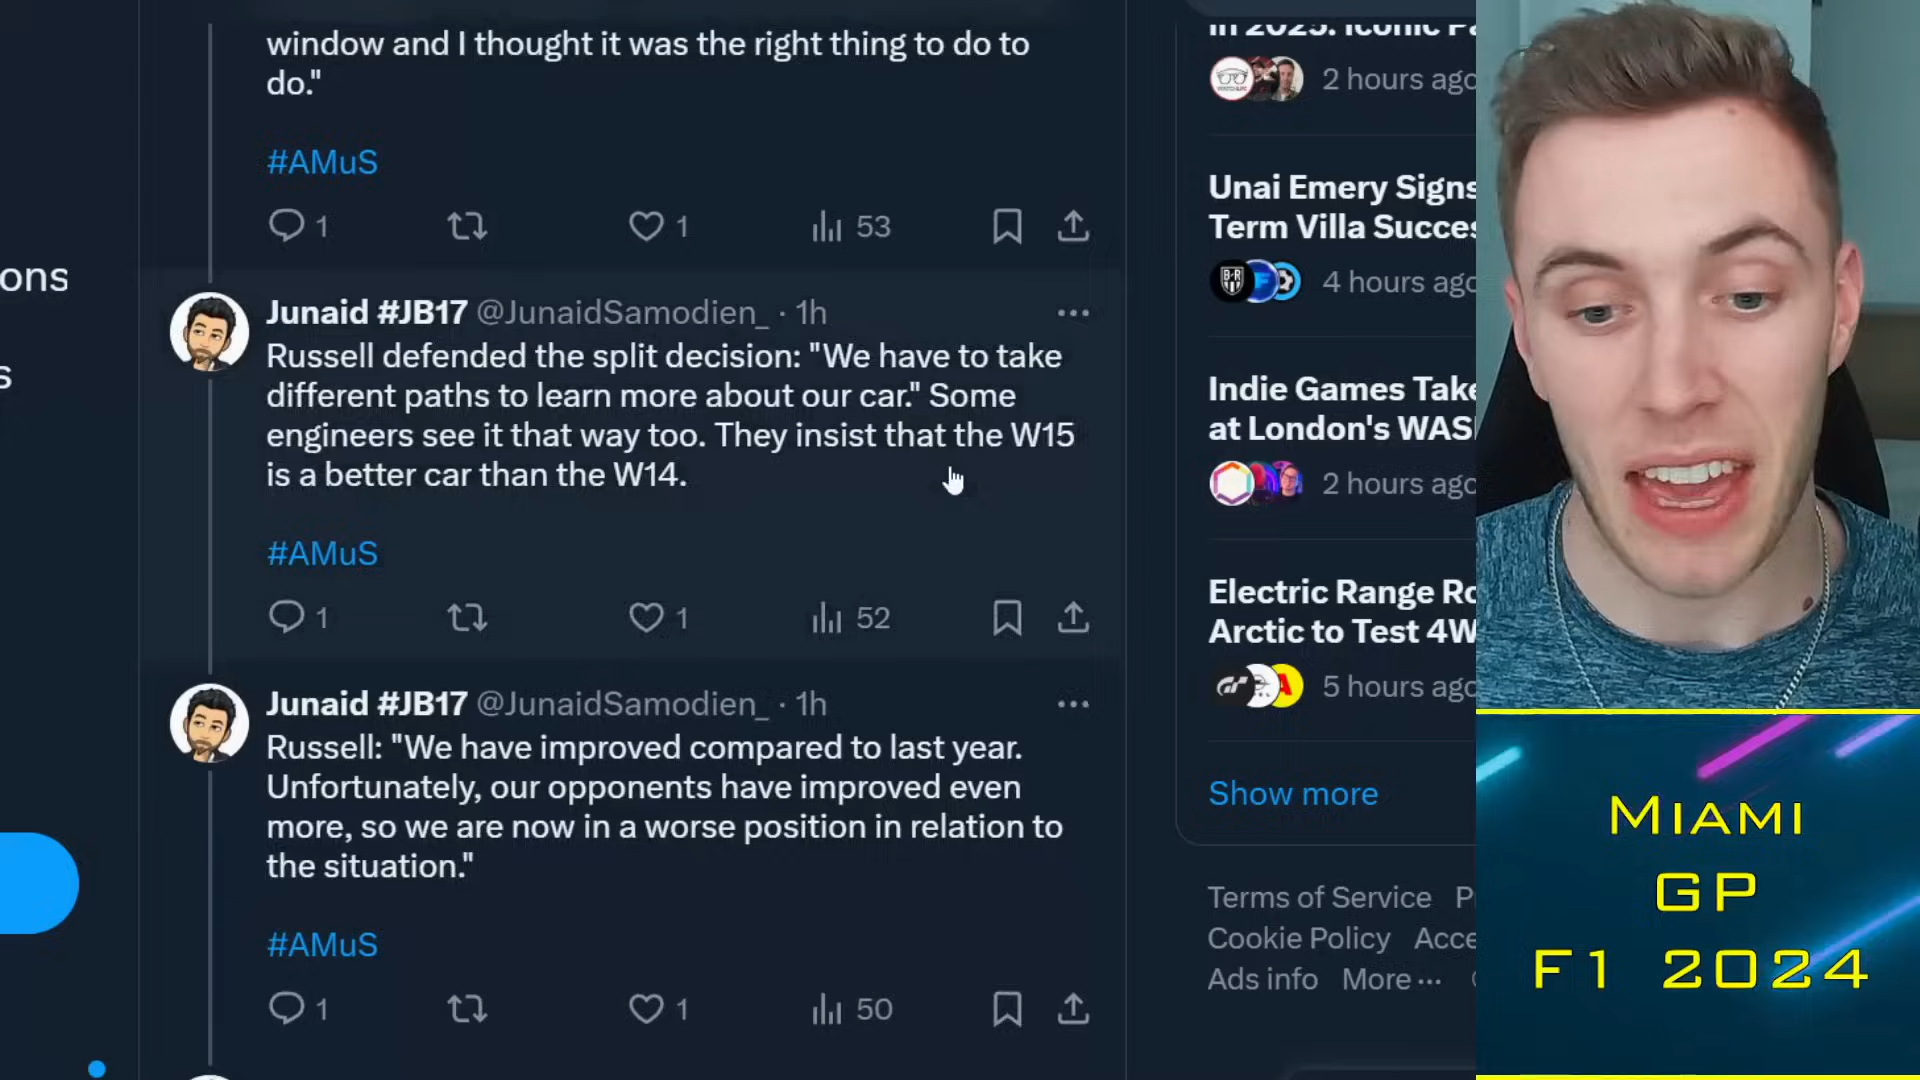 window and I thought it was the right thing to do to
do."
#AMuS
1
1
53
Junaid #JB17 @JunaidSamodien_ · 1h
Russell defended the split decision: "We have to take
different paths to learn more about our car." Some
engineers see it that way too. They insist that the W15
is a better car than the W14.
#AMuS
1
1
52
Junaid #JB17 @JunaidSamodien_ · 1h
Russell: "We have improved compared to last year.
Unfortunately, our opponents have improved even
more, so we are now in a worse position in relation to
the situation."
#AMuS
1
1
50
ons
s
in 2025: Iconic
2 hours ago
Unai Emery Signs
Term Villa Succes
4 hours ago
Indie Games Take
at London's WAS
2 hours ago
Electric Range Ro
Arctic to Test 4W
5 hours ago
Show more
Terms of Service
Cookie Policy Acce
Ads info More ···
MIAMI
GP
F1 2024